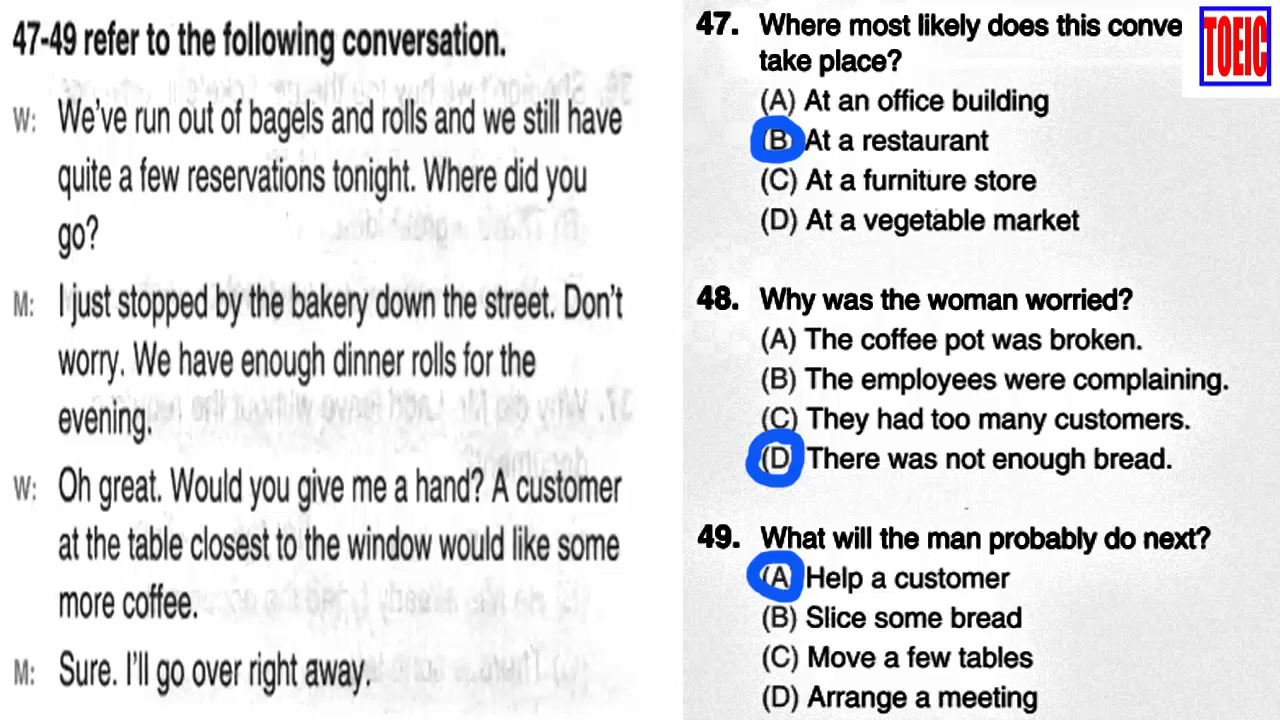 47-49 refer to the following conversation.
W: We've run out of bagels and rolls and we still have
quite a few reservations tonight. Where did you
go?
M: I just stopped by the bakery down the street. Don't
worry. We have enough dinner rolls for the
evening.
W: Oh great. Would you give me a hand? A customer
at the table closest to the window would like some
more coffee.
M: Sure. I'll go over right away.
47. Where most likely does this conve
take place?
(A) At an office building
(B) At a restaurant
(C) At a furniture store
(D) At a vegetable market
48. Why was the woman worried?
(A) The coffee pot was broken.
(B) The employees were complaining.
(C) They had too many customers.
(D) There was not enough bread.
49. What will the man probably do next?
(A) Help a customer
(B) Slice some bread
(C) Move a few tables
(D) Arrange a meeting
TOEIC